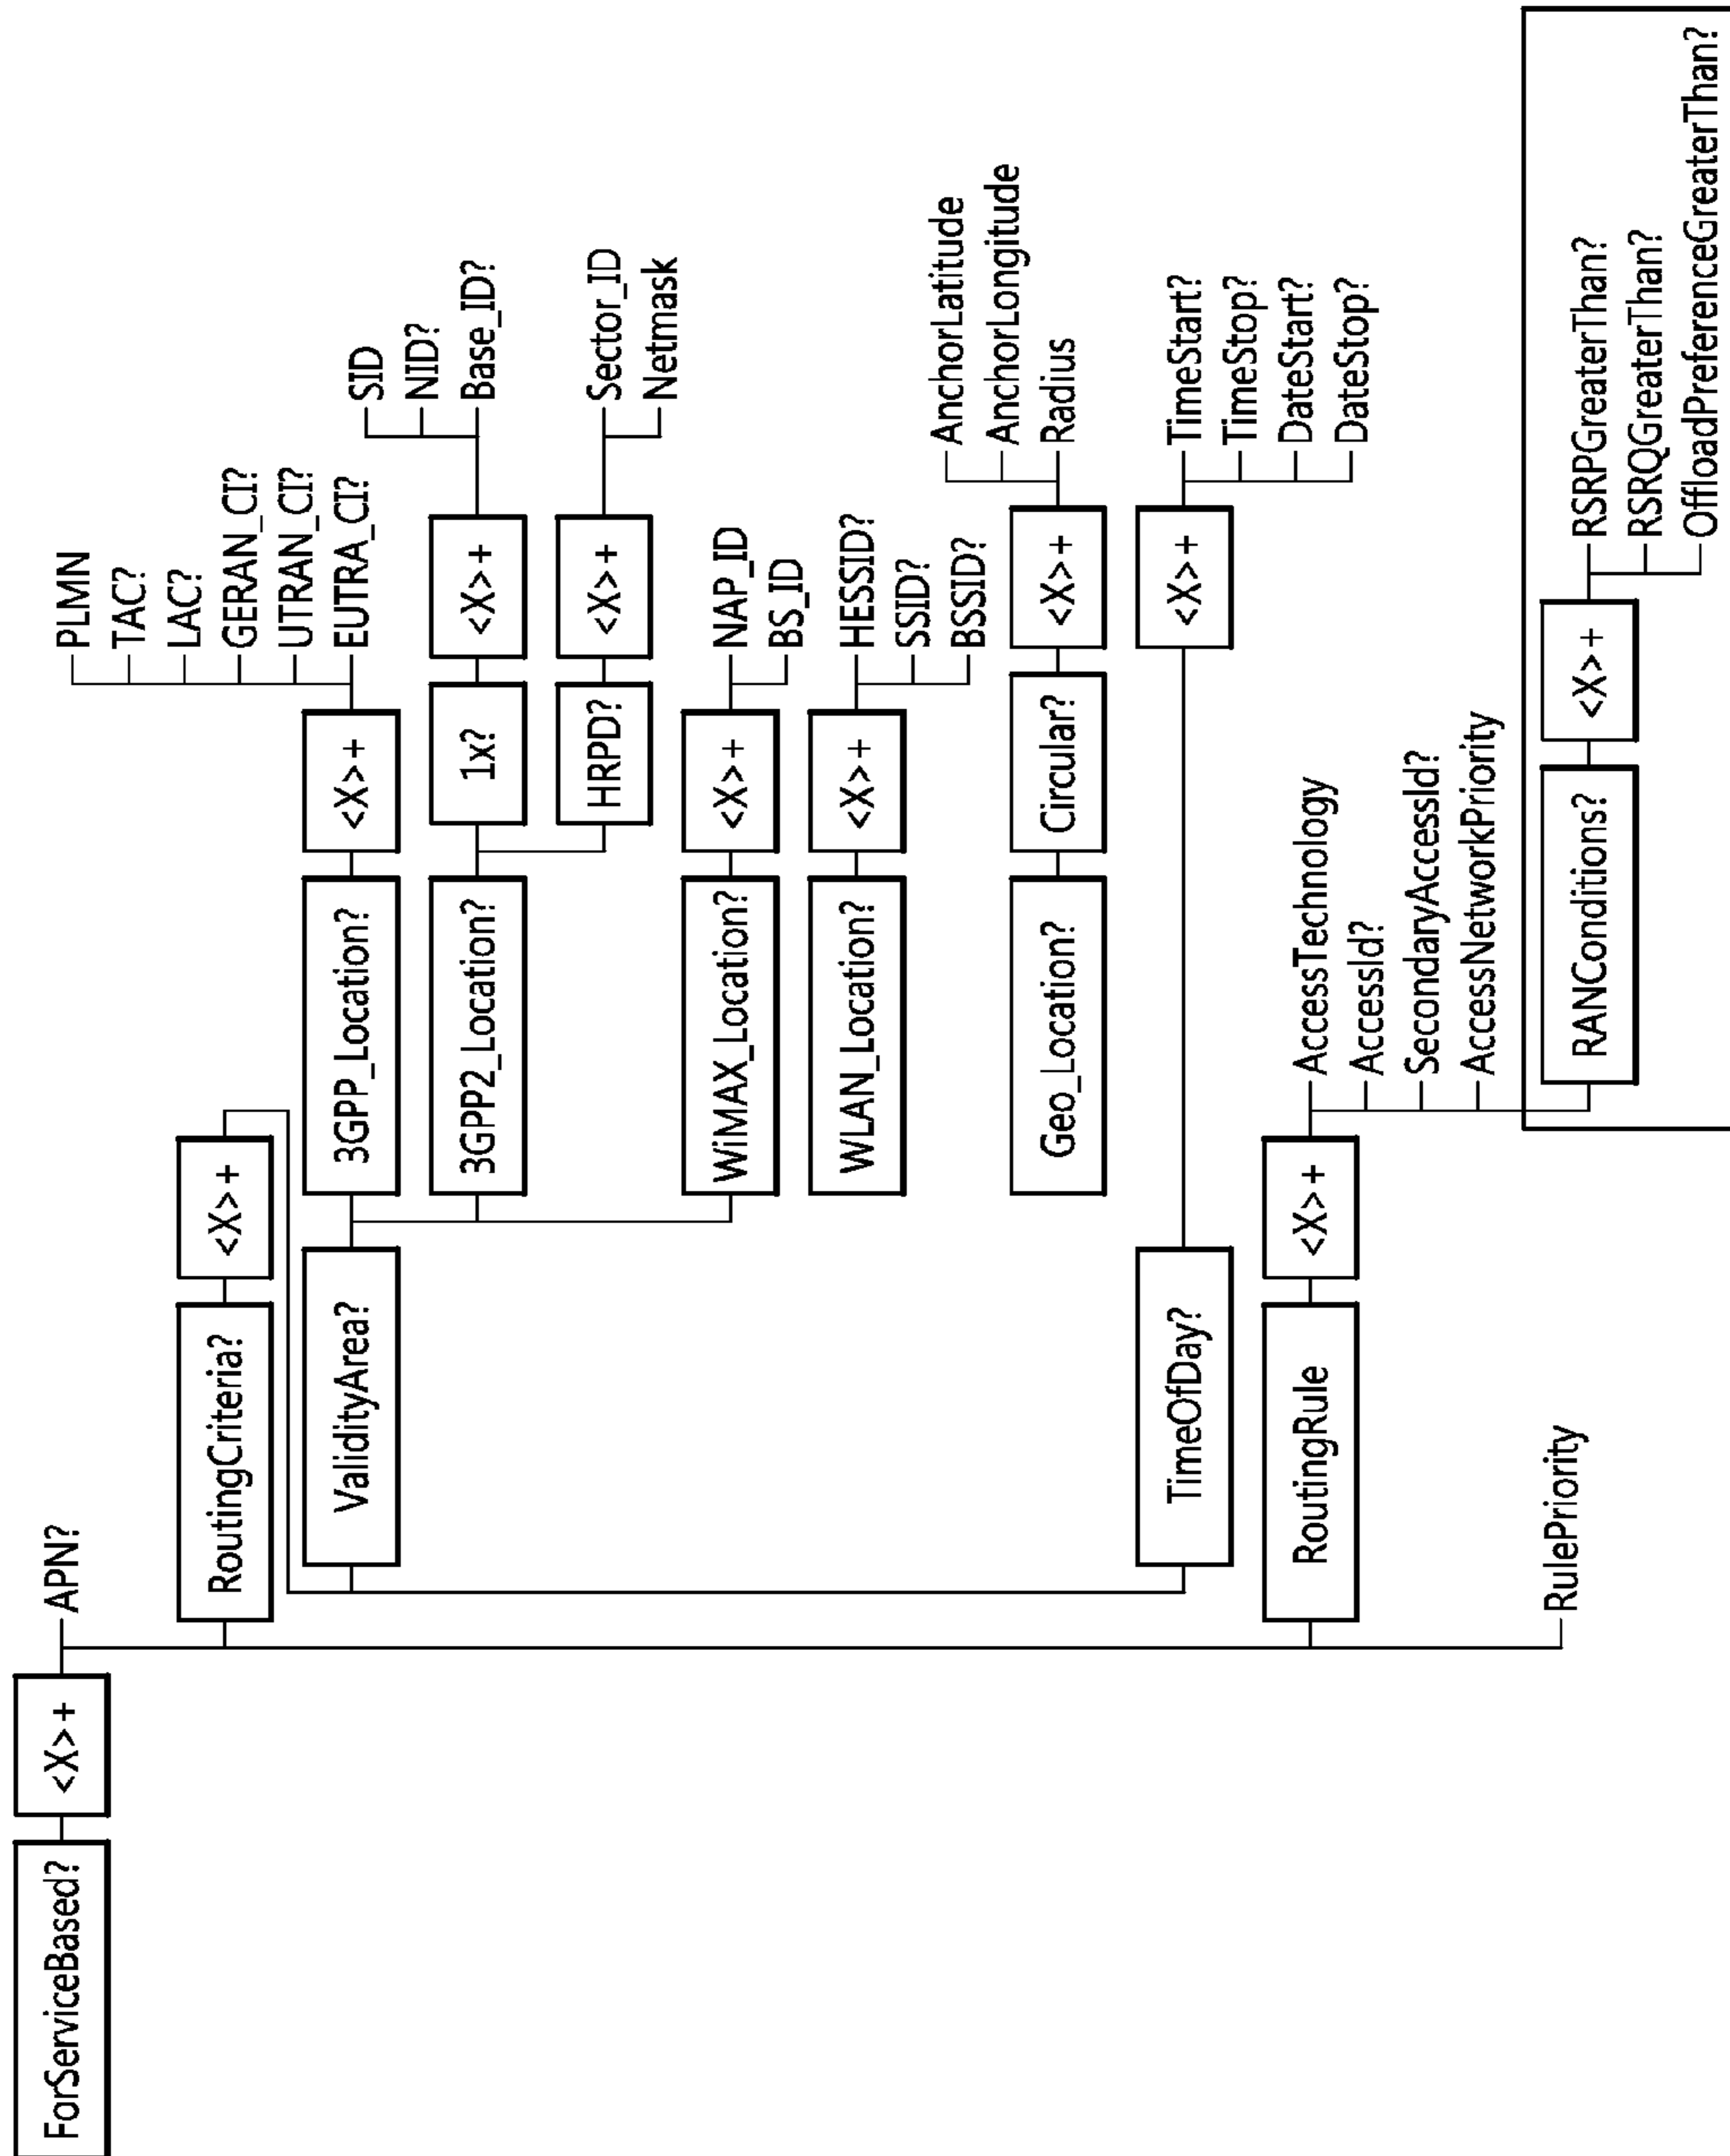 ForServiceBased?
<X>+
APN?
RoutingCriteria?
<X>+
ValidityArea?
3GPP_Location?
<X>+
PLMN
TAC?
LAC?
GERAN_CI?
UTRAN_CI?
EUTRA_CI?
3GPP2_Location?
1x?
<X>+
SID
NID?
Base_ID?
HRPD?
<X>+
Sector_ID
Netmask
WiMAX_Location?
<X>+
NAP_ID
BS_ID
WLAN_Location?
<X>+
HESSID?
SSID?
BSSID?
Geo_Location?
Circular?
<X>+
AnchorLatitude
AnchorLongitude
Radius
TimeOfDay?
<X>+
TimeStart?
TimeStop?
DateStart?
DateStop?
RoutingRule
<X>+
AccessTechnology
AccessId?
SecondaryAccessId?
AccessNetworkPriority
RANConditions?
<X>+
RSRPGreaterThan?
RSRQGreaterThan?
OffloadPreferenceGreaterThan?
RulePriority